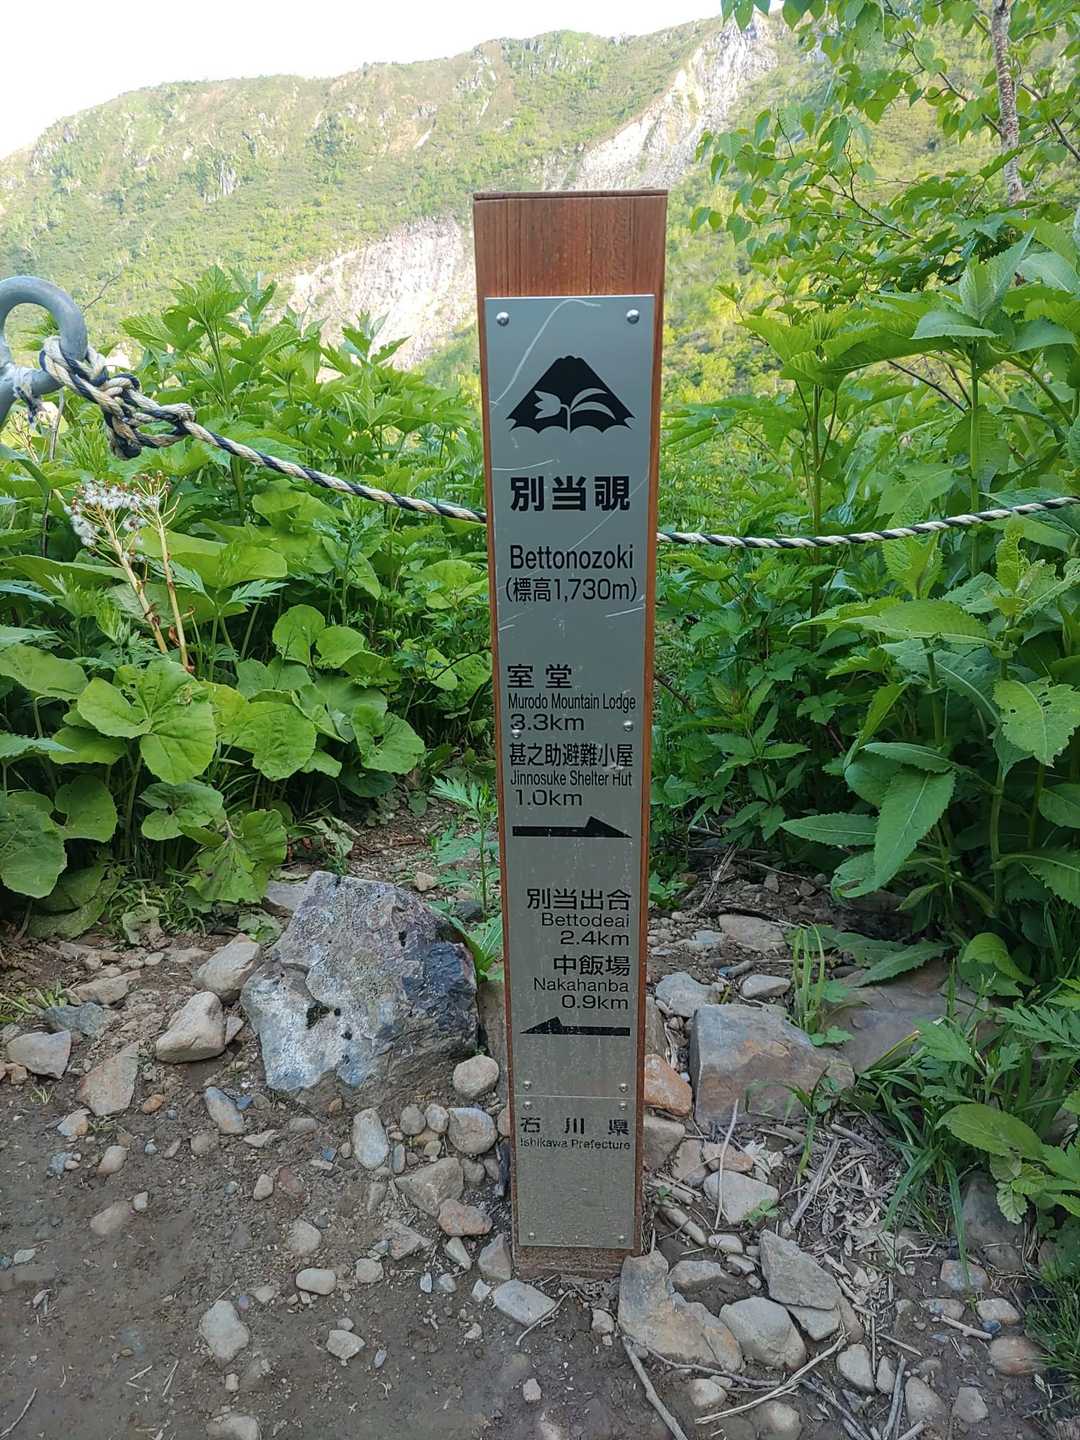 別当覗
Bettonozoki
(標高1,730m)
室堂
Murodo Mountain Lodge
3.3km
甚之助避難小屋
Jinnosuke Shelter Hut
1.0km
別当出合
Bettodeai
2.4km
中飯場
Nakahanba
0.9km
石川県
Ishikawa Prefecture